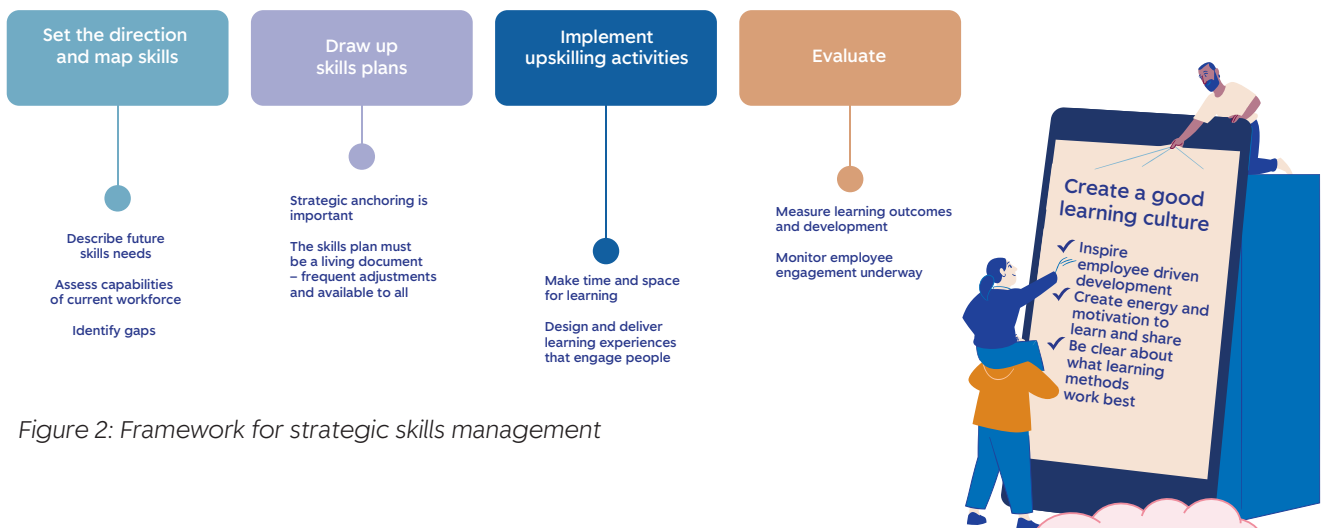 Set the direction
and map skills
Describe future
skills needs
Assess capabilities
of current workforce
Identify gaps
Draw up
skills plans
Strategic anchoring is
important
The skills plan must
be a living document
– frequent adjustments
and available to all
Implement
upskilling activities
Make time and space
for learning
Design and deliver
learning experiences
that engage people
Evaluate
Measure learning outcomes
and development
Monitor employee
engagement underway
Create a good
learning culture
Inspire
employee driven
development
Create energy and
motivation to
learn and share
Be clear about
what learning
methods
work best
Figure 2: Framework for strategic skills management